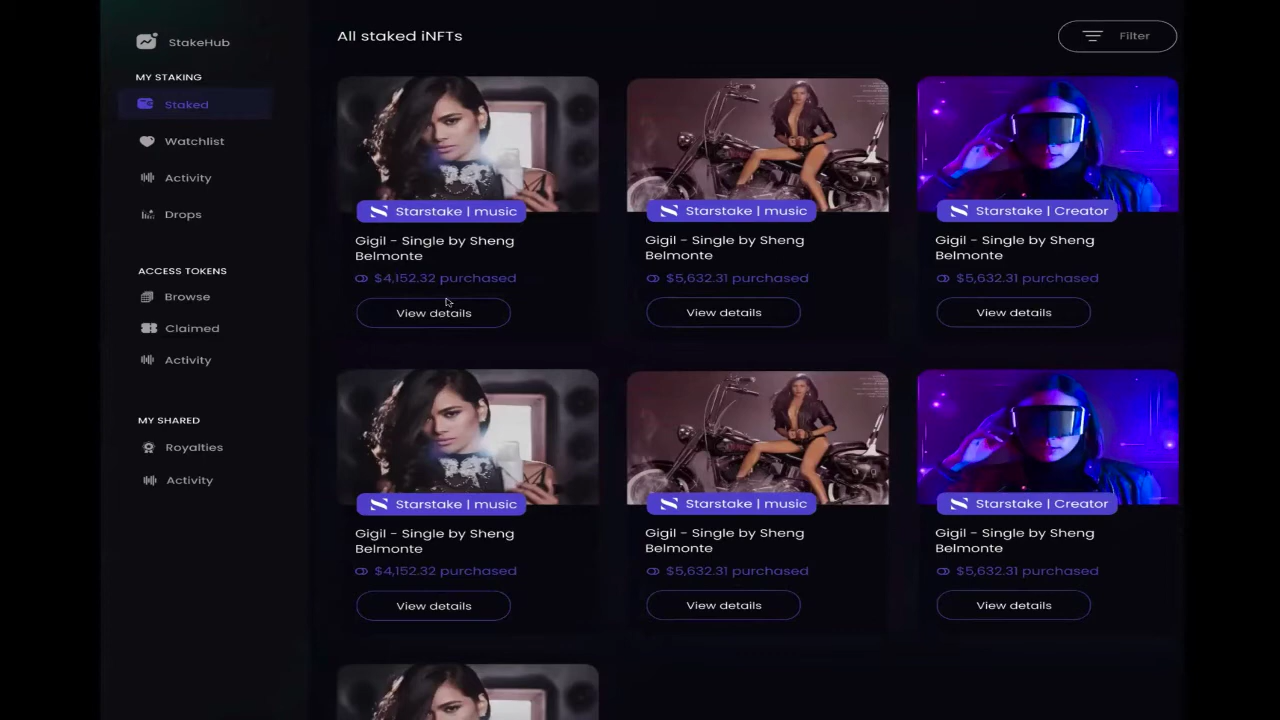 StakeHub
MY STAKING
Staked
Watchlist
Activity
Drops
ACCESS TOKENS
Browse
Claimed
Activity
MY SHARED
Royalties
Activity
All staked iNFTs
Filter
Starstake | music
Gigil - Single by Sheng
Belmonte
$4,152.32 purchased
View details
Starstake | music
Gigil - Single by Sheng
Belmonte
$5,632.31 purchased
View details
Starstake | Creator
Gigil - Single by Sheng
Belmonte
$5,632.31 purchased
View details
Starstake | music
Gigil - Single by Sheng
Belmonte
$4,152.32 purchased
View details
Starstake | music
Gigil - Single by Sheng
Belmonte
$5,632.31 purchased
View details
Starstake | Creator
Gigil - Single by Sheng
Belmonte
$5,632.31 purchased
View details